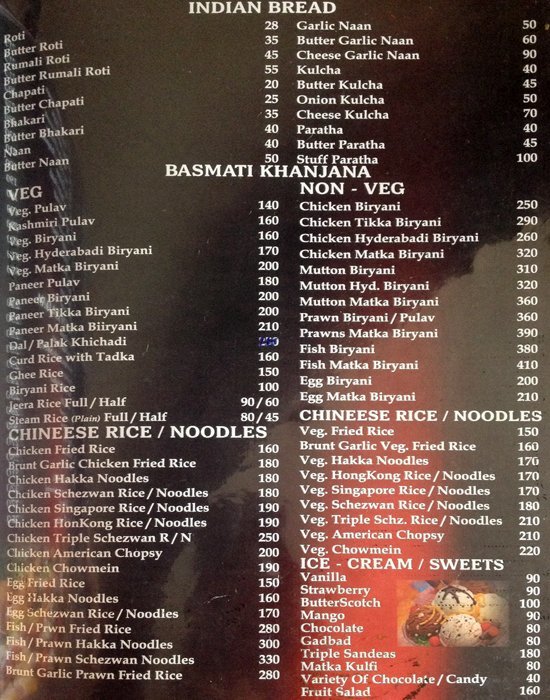 INDIAN BREAD
Roti 28
Butter Roti 35
Rumali Roti 45
Butter Rumali Roti 55
Chapati 20
Butter Chapati 25
Bhakari 35
Butter Bhakari 40
Naan 40
Butter Naan 50
Garlic Naan 50
Butter Garlic Naan 60
Cheese Garlic Naan 90
Kulcha 40
Butter Kulcha 45
Onion Kulcha 50
Cheese Kulcha 70
Paratha 40
Butter Paratha 45
Stuff Paratha 100
BASMATI KHANJANA
VEG
Veg. Pulav 140
Kashmiri Pulav 160
Veg. Biryani 160
Veg. Hyderabadi Biryani 170
Veg. Matka Biryani 200
Paneer Pulav 180
Paneer Biryani 200
Paneer Tikka Biryani 200
Paneer Matka Biiryani 210
Dal / Palak Khichadi
Curd Rice with Tadka 160
Ghee Rice 150
Biryani Rice 100
Jeera Rice Full / Half 90 / 60
Steam Rice (Plain) Full / Half 80 / 45
CHINEESE RICE / NOODLES
Chicken Fried Rice 160
Brunt Garlic Chicken Fried Rice 180
Chicken Hakka Noodles 180
Chciken Schezwan Rice / Noodles 180
Chicken Singapore Rice / Noodles 190
Chicken HonKong Rice / Noodles 190
Chicken Triple Schezwan R / N 250
Chicken American Chopsy 200
Chicken Chowmein 190
Egg Fried Rice 150
Egg Hakka Noodles 160
Egg Schezwan Rice / Noodles 170
Fish / Prwn Fried Rice 280
Fish / Prawn Hakka Noodles 300
Fish / Prawn Schezwan Noodles 330
Brunt Garlic Prawn Fried Rice 280
NON - VEG
Chicken Biryani 250
Chicken Tikka Biryani 290
Chicken Hyderabadi Biryani 260
Chicken Matka Biryani 320
Mutton Biryani 310
Mutton Hyd. Biryani 320
Mutton Matka Biryani 360
Prawn Biryani / Pulav 360
Prawns Matka Biryani 390
Fish Biryani 380
Fish Matka Biryani 410
Egg Biryani 200
Egg Matka Biryani 210
CHINEESE RICE / NOODLES
Veg. Fried Rice 150
Brunt Garlic Veg. Fried Rice 160
Veg. Hakka Noodles 170
Veg. HongKong Rice / Noodles 170
Veg. Singapore Rice / Noodles 170
Veg. Schezwan Rice / Noodles 180
Veg. Triple Schz. Rice / Noodles 210
Veg. American Chopsy 210
Veg. Chowmein 220
ICE - CREAM / SWEETS
Vanilla 90
Strawberry 90
ButterScotch 100
Mango 90
Chocolate 80
Gadbad 80
Triple Sandeas 180
Matka Kulfi 80
Variety Of Chocolate / Candy 40
Fruit Salad 160